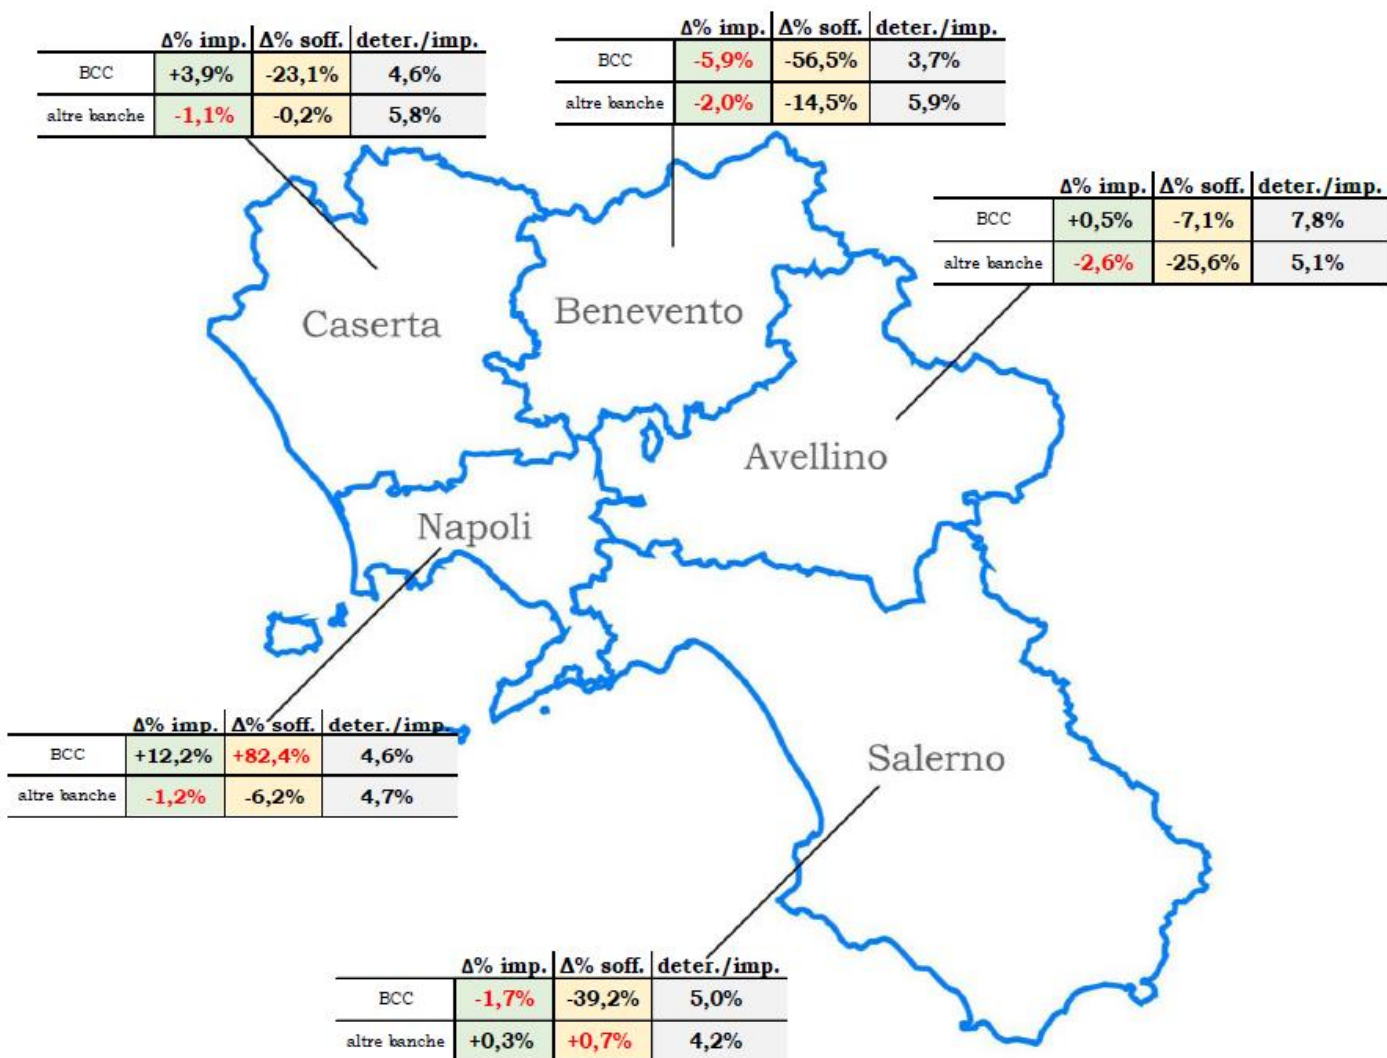 Δ% imp. Δ% soff. deter./imp.
BCC +3,9% -23,1% 4,6%
altre banche -1,1% -0,2% 5,8%
Δ% imp. Δ% soff. deter./imp.
BCC -5,9% -56,5% 3,7%
altre banche -2,0% -14,5% 5,9%
Δ% imp. Δ% soff. deter./imp.
BCC +0,5% -7,1% 7,8%
altre banche -2,6% -25,6% 5,1%
Caserta
Benevento
Avellino
Napoli
Δ% imp. Δ% soff. deter./imp.
BCC +12,2% +82,4% 4,6%
altre banche -1,2% -6,2% 4,7%
Salerno
Δ% imp. Δ% soff. deter./imp.
BCC -1,7% -39,2% 5,0%
altre banche +0,3% +0,7% 4,2%